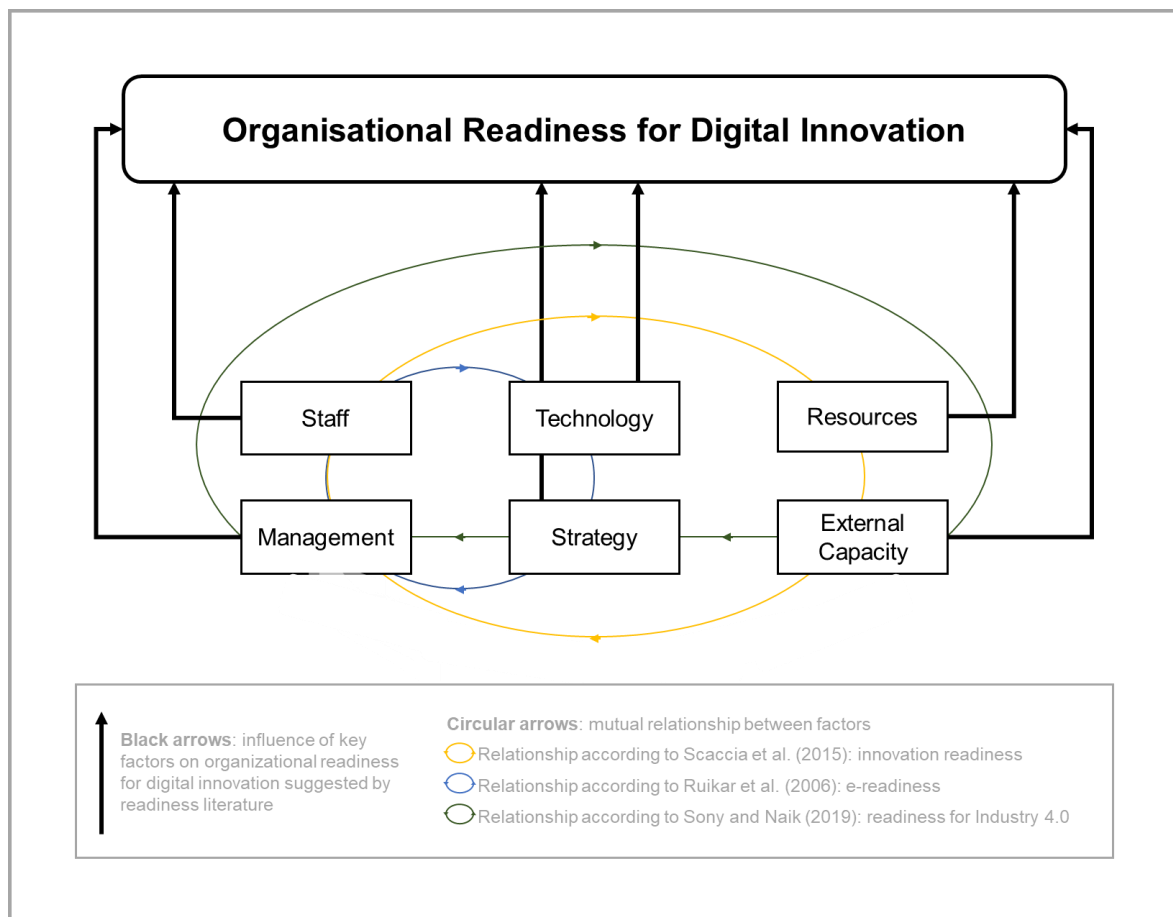 Organisational Readiness for Digital Innovation
Staff
Technology
Resources
Management
Strategy
External
Capacity
Black arrows: influence of key
factors on organizational readiness
for digital innovation suggested by
readiness literature
Circular arrows: mutual relationship between factors
Relationship according to Scaccia et al. (2015): innovation readiness
Relationship according to Ruikar et al. (2006): e-readiness
Relationship according to Sony and Naik (2019): readiness for Industry 4.0